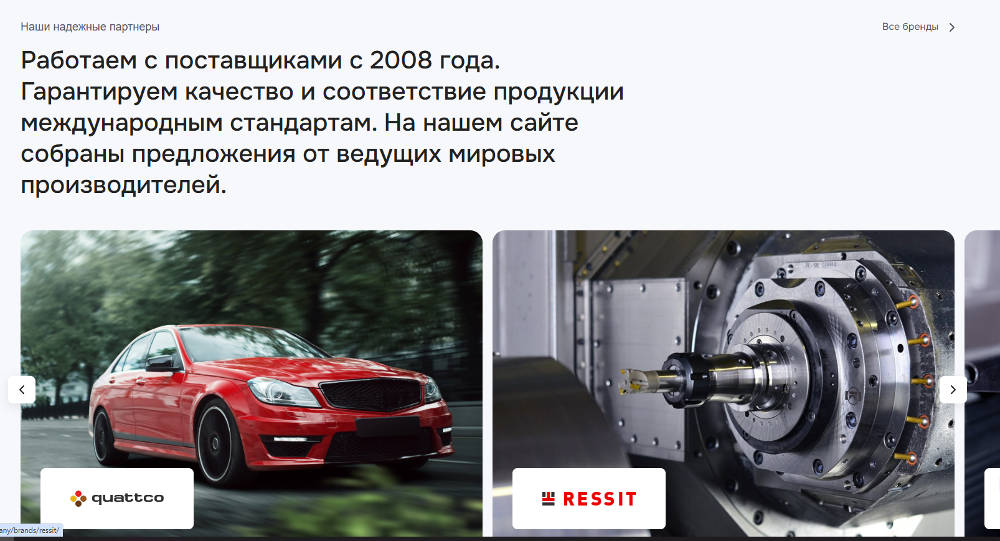 Наши надежные партнеры
Все бренды
Работаем с поставщиками с 2008 года.
Гарантируем качество и соответствие продукции
международным стандартам. На нашем сайте
собраны предложения от ведущих мировых
производителей.
quattco
RESSIT
any/brands/ressit/